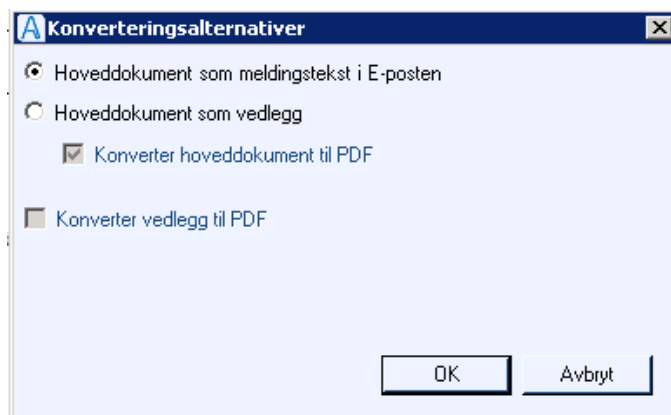 Konverteringsalternativer
Hoveddokument som meldingstekst i E-posten
Hoveddokument som vedlegg
Konverter hoveddokument til PDF
Konverter vedlegg til PDF
OK Avbryt